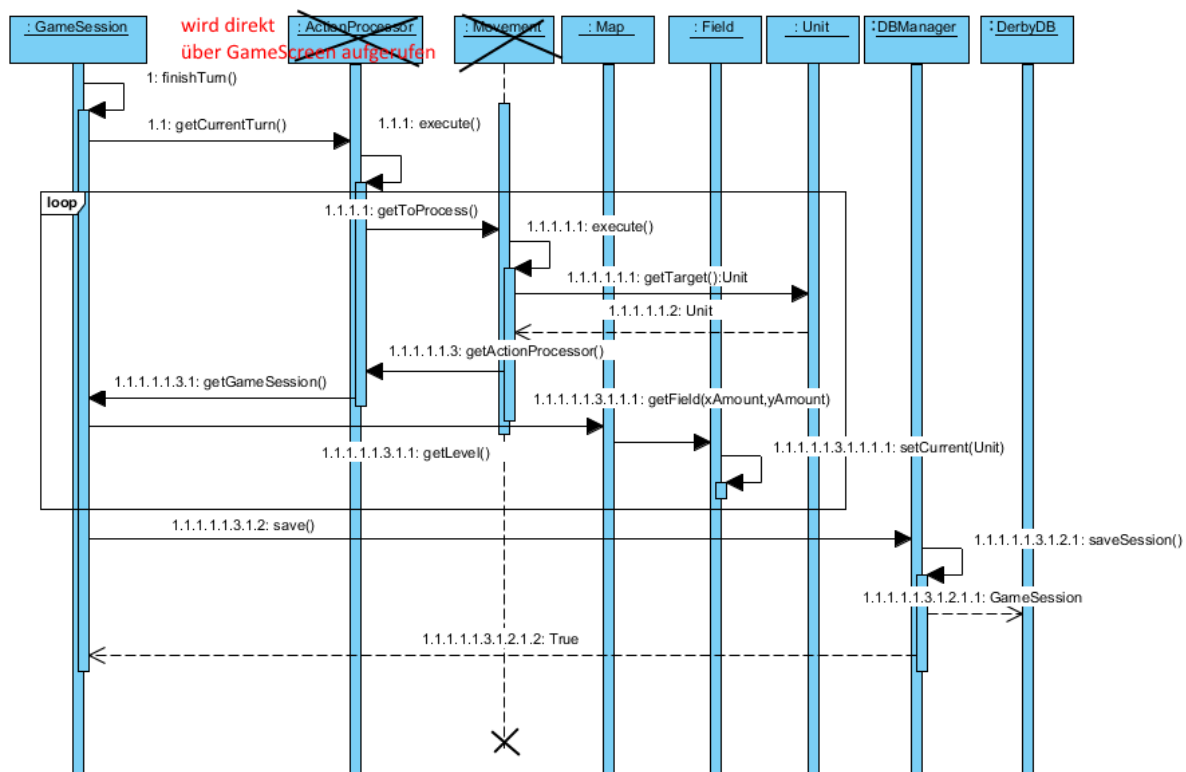 : GameSession
wird direkt
über GameScreen aufgerufen
: ActionProcessor
: Movement
: Map
: Field
: Unit
:DBManager
:DerbyDB
1: finishTurn()
1.1: getCurrentTurn()
1.1.1: execute()
loop
1.1.1.1: getToProcess()
1.1.1.1.1: execute()
1.1.1.1.1.1: getTarget():Unit
1.1.1.1.1.2: Unit
1.1.1.1.1.3: getActionProcessor()
1.1.1.1.1.3.1: getGameSession()
1.1.1.1.1.3.1.1.1: getField(xAmount,yAmount)
1.1.1.1.1.3.1.1: getLevel()
1.1.1.1.1.3.1.1.1.1: setCurrent(Unit)
1.1.1.1.1.3.1.2: save()
1.1.1.1.1.3.1.2.1: saveSession()
1.1.1.1.1.3.1.2.1.1: GameSession
1.1.1.1.1.3.1.2.1.2: True